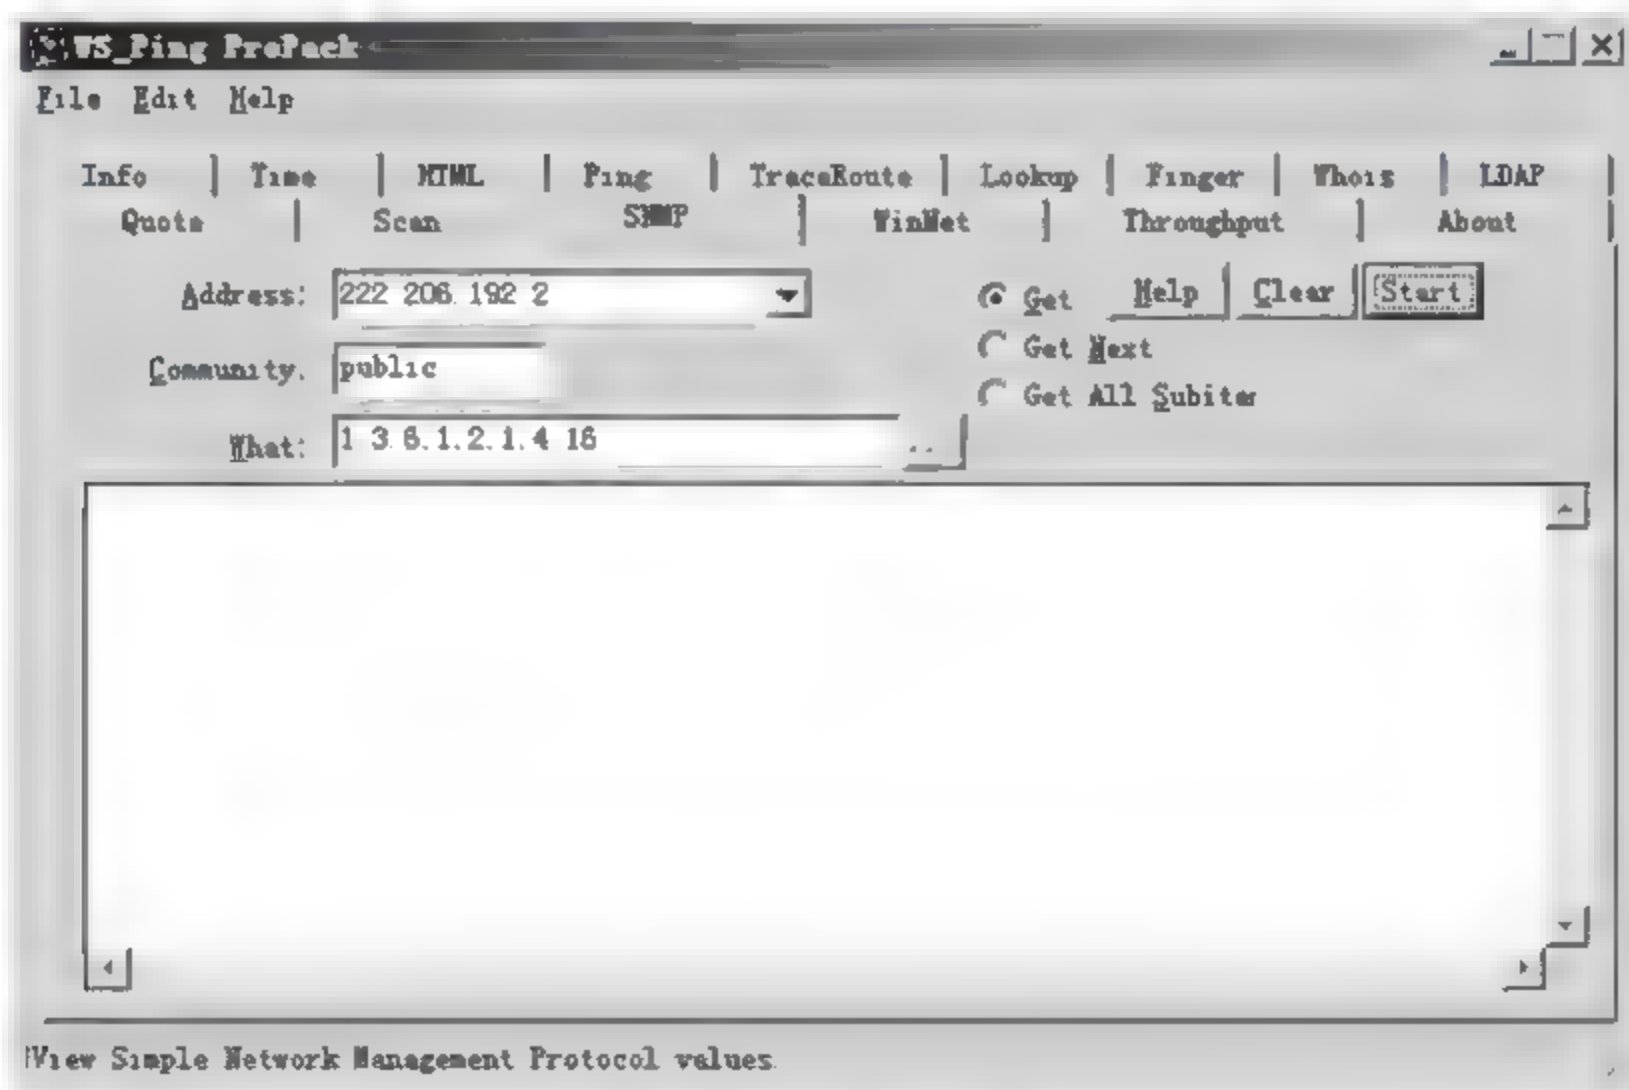 WS_Ping ProPack
File Edit Help
Info Time HTML Ping TraceRoute Lookup Finger Whois LDAP
Quote Scan SNMP WinNet Throughput About
Address: 222 206.192 2 Get Help Clear Start
Community. public Get Next
Get All Subitem
What: 1 3.6.1.2.1.4 16 ..
View Simple Network Management Protocol values.